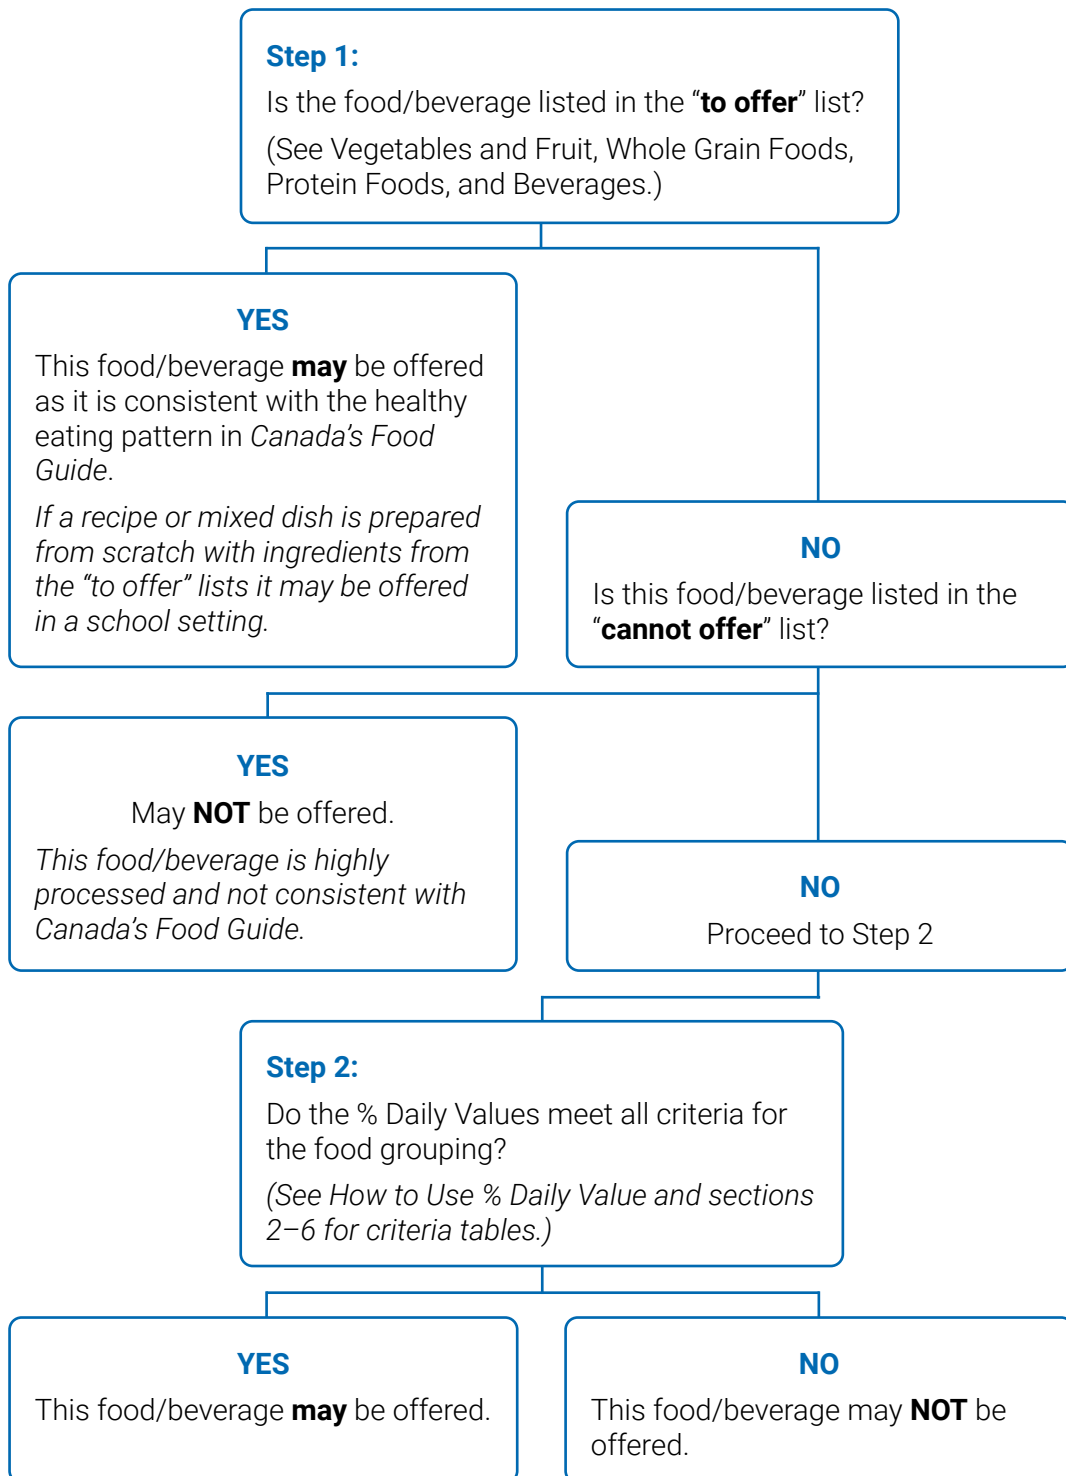 Step 1:
Is the food/beverage listed in the “to offer” list?
(See Vegetables and Fruit, Whole Grain Foods,
Protein Foods, and Beverages.)
YES
This food/beverage may be offered
as it is consistent with the healthy
eating pattern in Canada’s Food
Guide.
If a recipe or mixed dish is prepared
from scratch with ingredients from
the “to offer” lists it may be offered
in a school setting.
NO
Is this food/beverage listed in the
“cannot offer” list?
YES
May NOT be offered.
This food/beverage is highly
processed and not consistent with
Canada’s Food Guide.
NO
Proceed to Step 2
Step 2:
Do the % Daily Values meet all criteria for
the food grouping?
(See How to Use % Daily Value and sections
2–6 for criteria tables.)
YES
This food/beverage may be offered.
NO
This food/beverage may NOT be
offered.